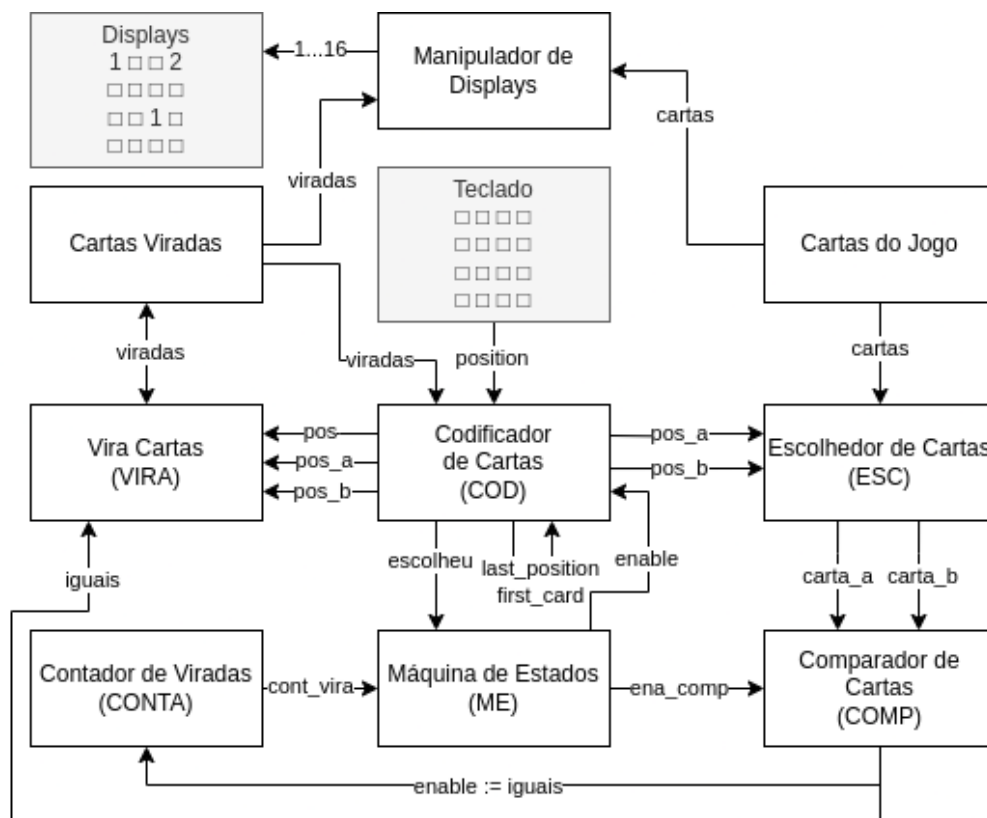 Displays
1 □ □ 2
□ □ □ □
□ □ 1 □
□ □ □ □
1...16
Manipulador de
Displays
cartas
viradas
Teclado
□ □ □ □
□ □ □ □
□ □ □ □
□ □ □ □
Cartas Viradas
Cartas do Jogo
viradas
viradas
position
cartas
Vira Cartas
(VIRA)
pos
pos_a
pos_b
Codificador
de Cartas
(COD)
pos_a
pos_b
Escolhedor de Cartas
(ESC)
iguais
escolheu
last_position
first_card
enable
carta_a
carta_b
Contador de Viradas
(CONTA)
cont_vira
Máquina de Estados
(ME)
ena_comp
Comparador de
Cartas
(COMP)
enable := iguais